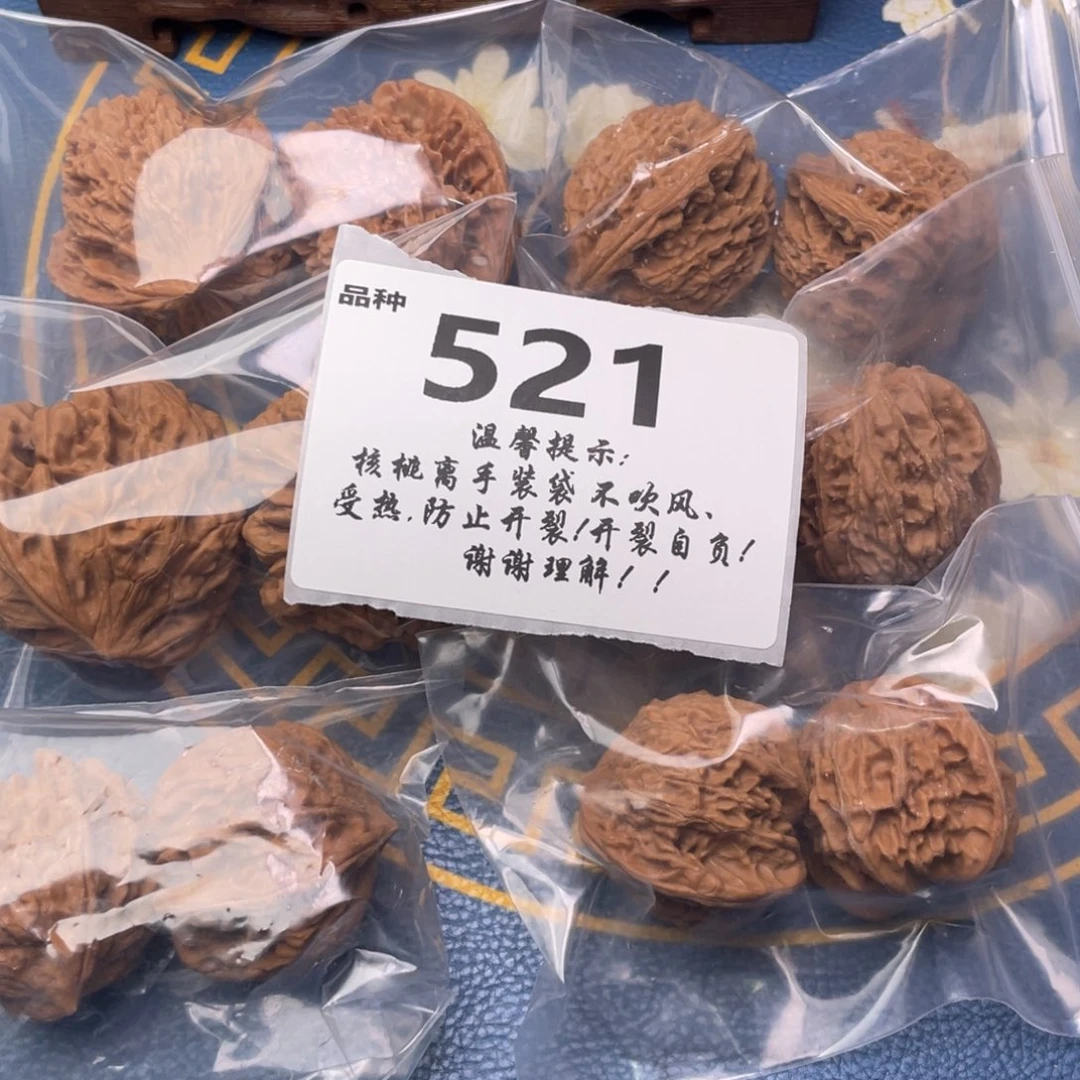 品种
521
温馨提示:
核桃离手装袋不吹风、
受热,防止开裂!开裂自负!
谢谢理解!!